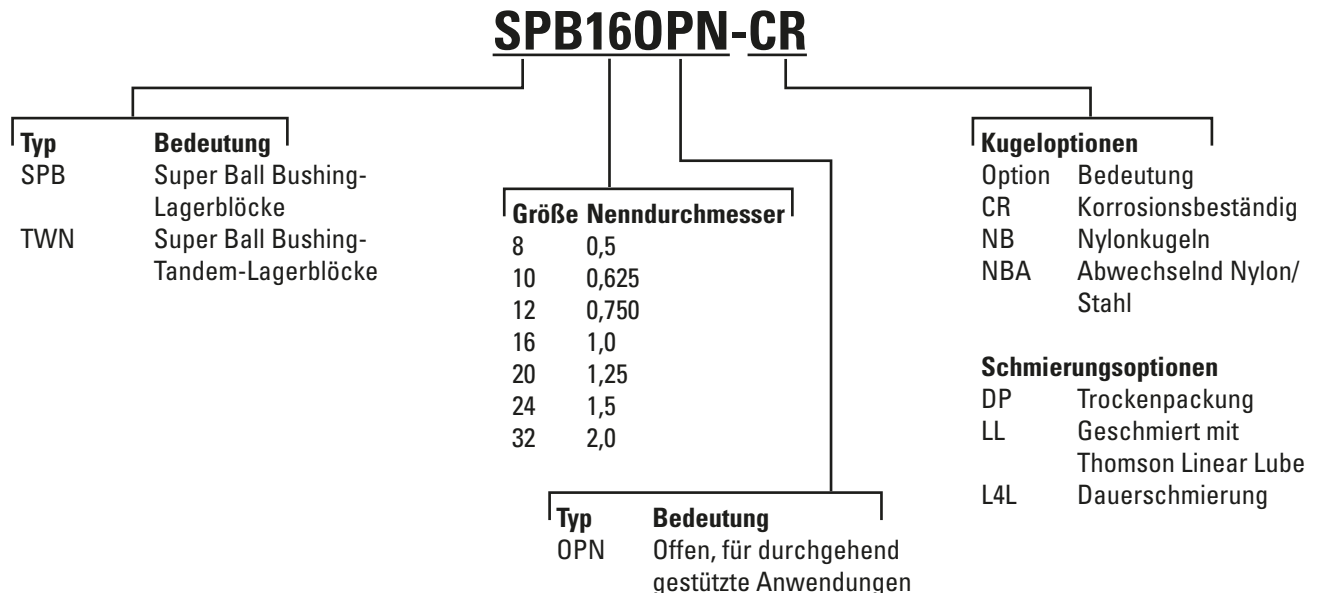 SPB16OPN-CR
Typ Bedeutung
SPB Super Ball Bushing-
Lagerblöcke
TWN Super Ball Bushing-
Tandem-Lagerblöcke
Größe Nenndurchmesser
8 0,5
10 0,625
12 0,750
16 1,0
20 1,25
24 1,5
32 2,0
Typ Bedeutung
OPN Offen, für durchgehend
gestützte Anwendungen
Kugeloptionen
Option Bedeutung
CR Korrosionsbeständig
NB Nylonkugeln
NBA Abwechselnd Nylon/
Stahl
Schmierungsoptionen
DP Trockenpackung
LL Geschmiert mit
Thomson Linear Lube
L4L Dauerschmierung